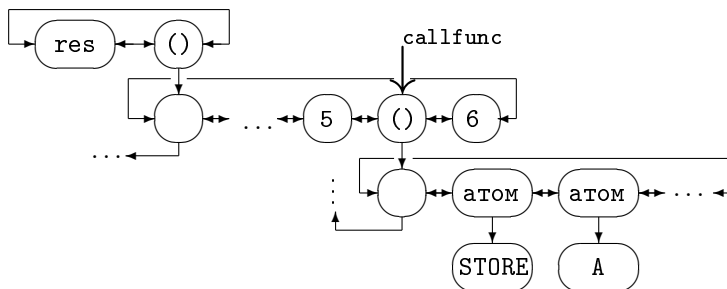 callfunc
res ()
... 5 () 6
...
... атом атом ...
STORE A